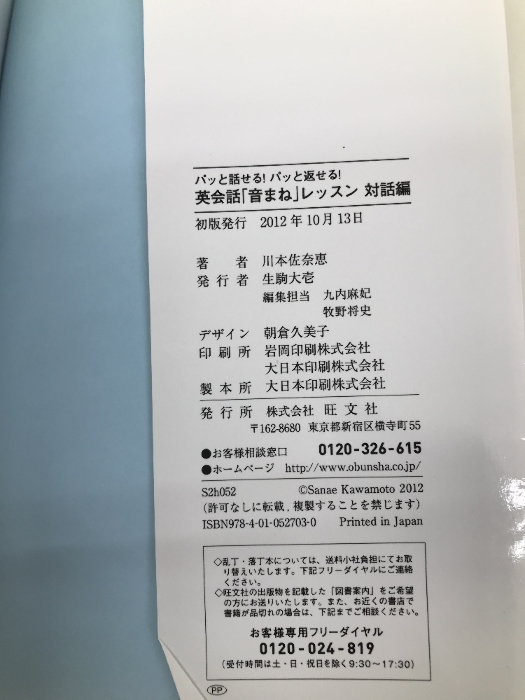 パッと話せる! パッと返せる!
英会話「音まね」レッスン 対話編
初版発行 2012年10月13日
著者 川本佐奈恵
発行者 生駒大壱
編集担当 九内麻妃
牧野将史
デザイン 朝倉久美子
印刷所 岩岡印刷株式会社
大日本印刷株式会社
製本所 大日本印刷株式会社
発行所 株式会社 旺文社
〒162-8680 東京都新宿区横寺町55
●お客様相談窓口 0120-326-615
●ホームページ http://www.obunsha.co.jp/
S2h052 ©Sanae Kawamoto 2012
(許可なしに転載, 複製することを禁じます)
ISBN978-4-01-052703-0 Printed in Japan
◇乱丁・落丁本については、送料小社負担にてお取
り替えいたします。下記フリーダイヤルにご連絡
ください。
◇旺文社の出版物を記載した「図書案内」をご希望
の方にお送りいたします。また、お近くの書店で
書籍が品切れの場合は、下記までご相談ください。
お客様専用フリーダイヤル
0120-024-819
(受付時間は土・日・祝日を除く9:30〜17:30)
PP